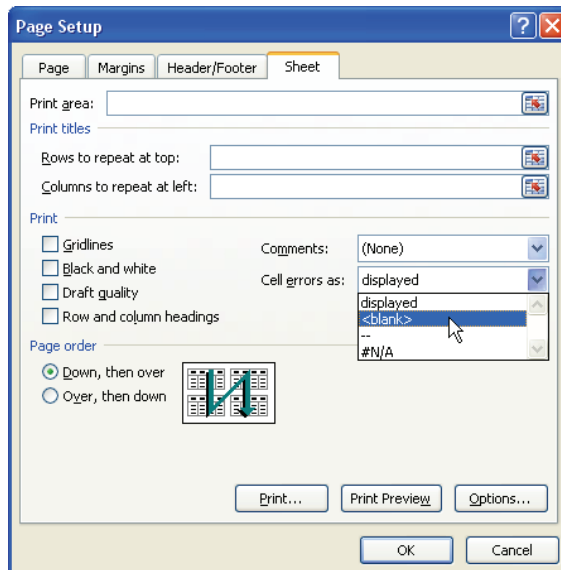 Page Setup
Page Margins Header/Footer Sheet
Print area:
Print titles
Rows to repeat at top:
Columns to repeat at left:
Print
Gridlines
Comments: (None)
Black and white
Cell errors as: displayed
Draft quality
displayed
<blank>
Row and column headings
--
#N/A
Page order
Down, then over
Over, then down
Print... Print Preview Options...
OK Cancel